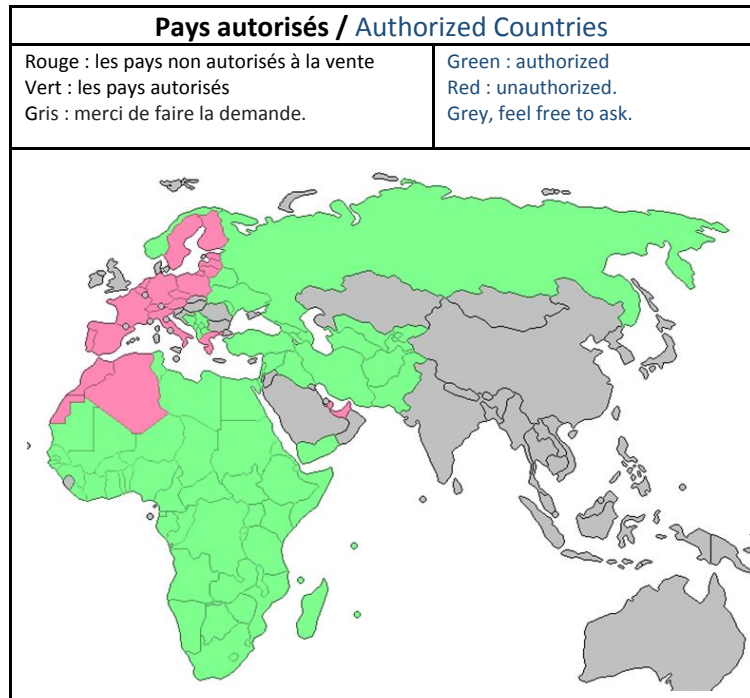 Pays autorisés / Authorized Countries
Rouge : les pays non autorisés à la vente
Vert : les pays autorisés
Gris : merci de faire la demande.
Green : authorized
Red : unauthorized.
Grey, feel free to ask.